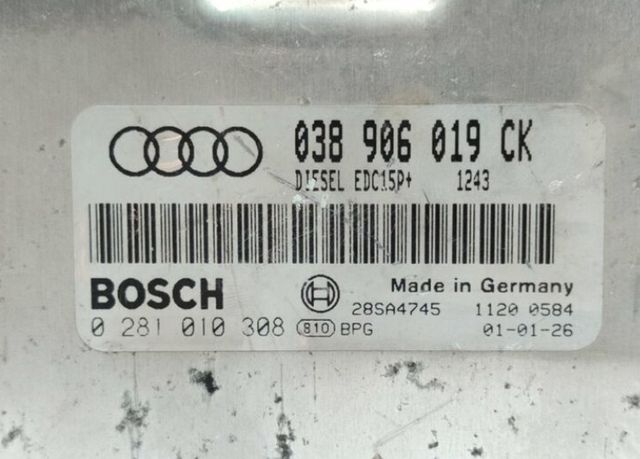 038 906 019 CK
DIESEL EDC15P+ 1243
BOSCH
Made in Germany
28SA4745 1120 0584
0 281 010 308 810 BPG 01-01-26